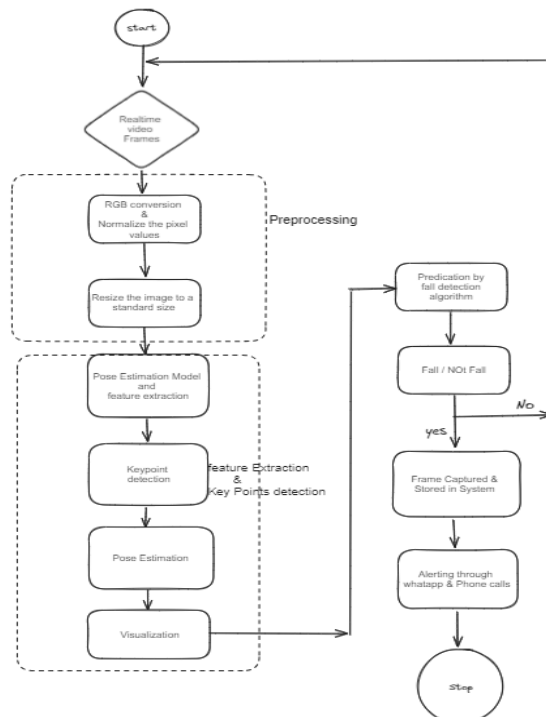 start
Realtime
video
Frames
RGB conversion
&
Normalize the pixel
values
Preprocessing
Resize the image to a
standard size
Pose Estimation Model
and
feature extraction
Keypoint
detection
feature Extraction
&
Key Points detection
Pose Estimation
Visualization
Predication by
fall detection
algorithm
Fall / NOt Fall
No
yes
Frame Captured &
Stored in System
Alerting through
whatapp & Phone calls
Stop